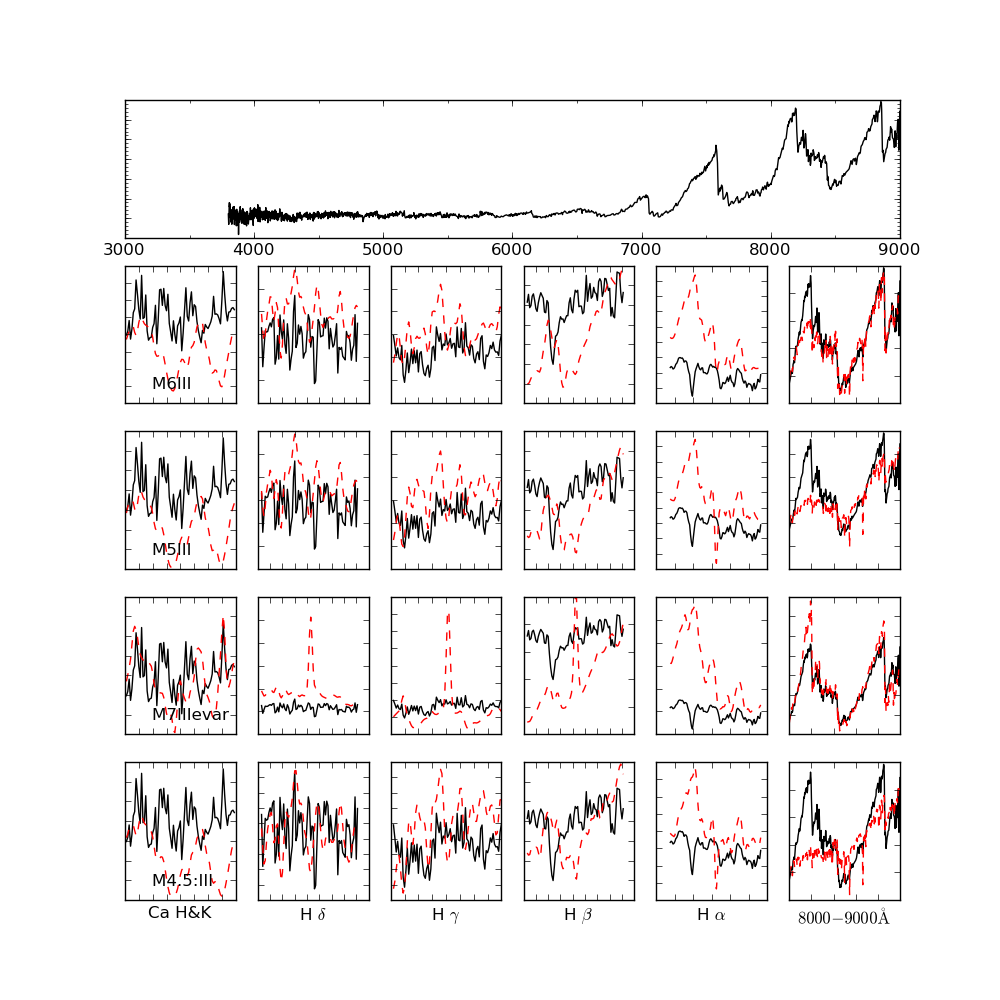 3000 4000 5000 6000 7000 8000 9000
M6III
M5III
M7IIIevar
M4.5:III
Ca H&K H δ H γ H β H α 8000−9000Å